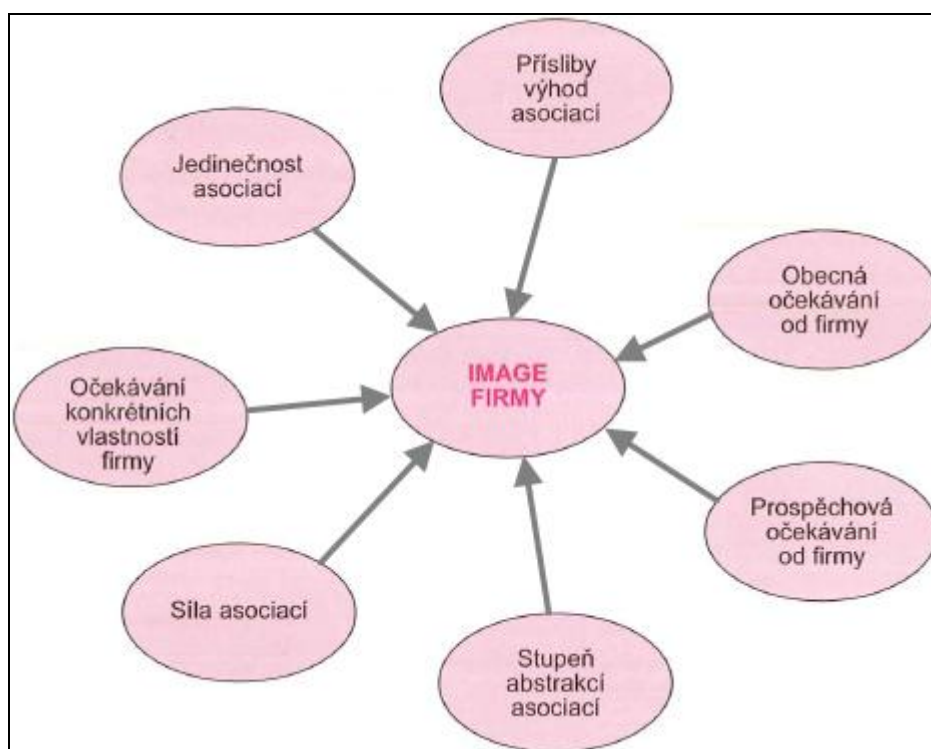 Přísliby
výhod
asociací
Jedinečnost
asociací
Obecná
očekávání
od firmy
IMAGE
FIRMY
Očekávání
konkrétních
vlastností
firmy
Prospěchová
očekávání
od firmy
Síla asociací
Stupeň
abstrakcí
asociací